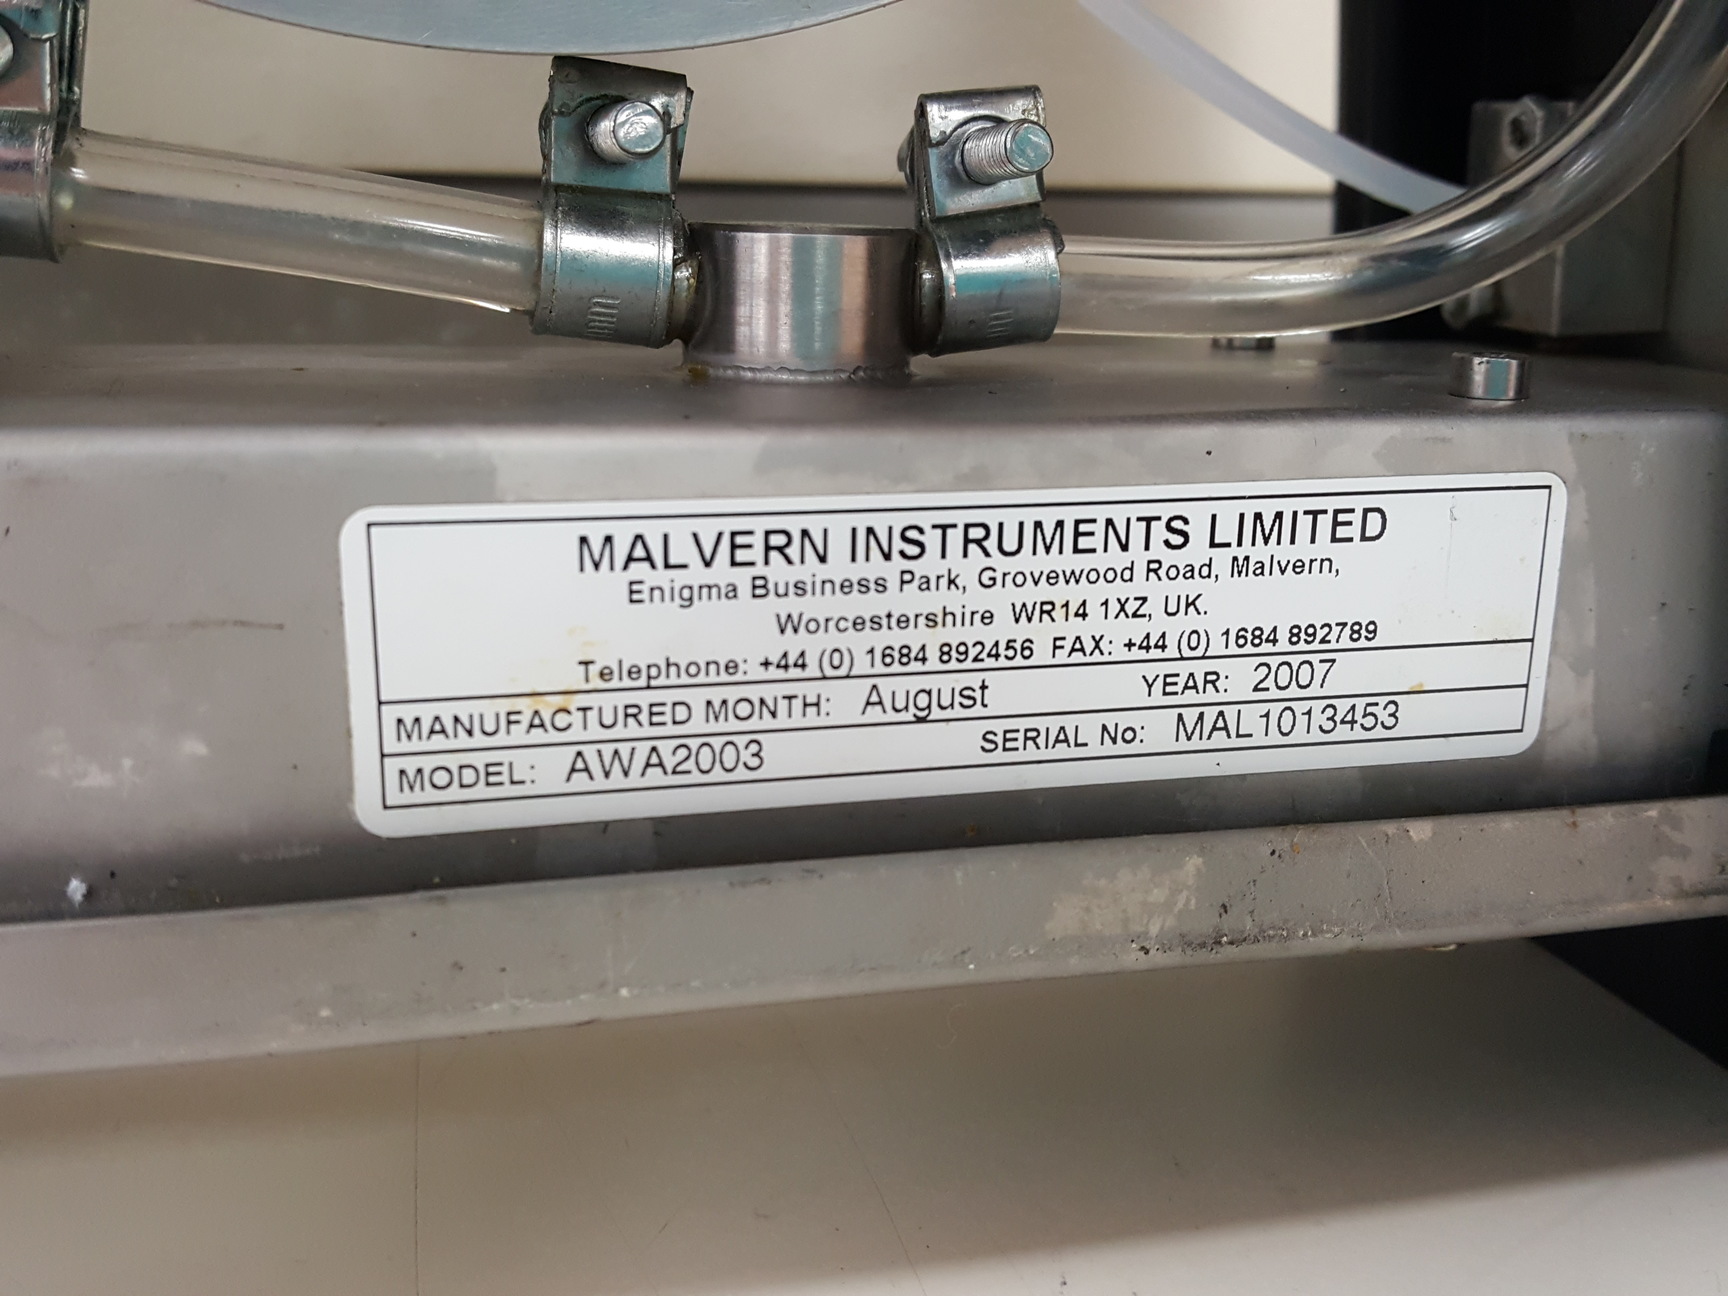 MALVERN INSTRUMENTS LIMITED
Enigma Business Park, Grovewood Road, Malvern,
Worcestershire WR14 1XZ, UK.
Telephone: +44 (0) 1684 892456 FAX: +44 (0) 1684 892789
MANUFACTURED MONTH: August YEAR: 2007
MODEL: AWA2003 SERIAL No: MAL1013453